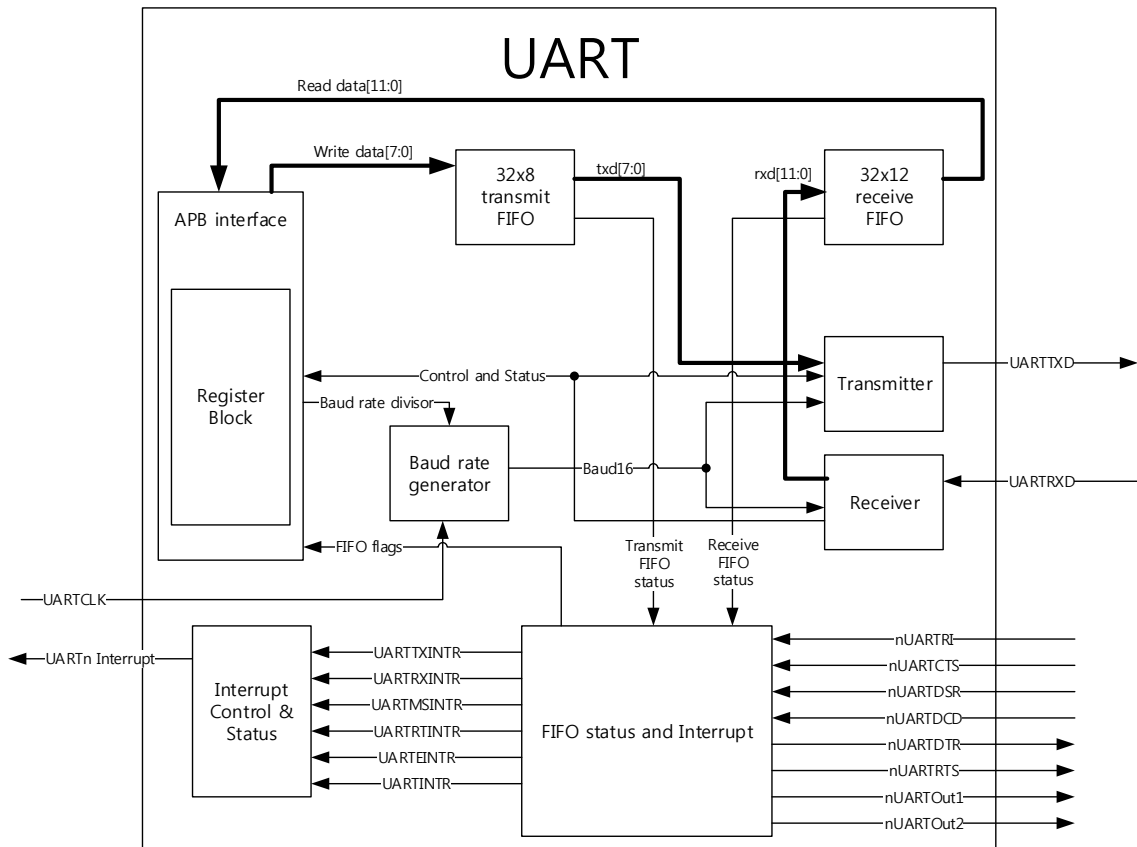 UART
Read data[11:0]
Write data[7:0]
32x8
transmit
FIFO
txd[7:0]
rxd[11:0]
32x12
receive
FIFO
APB interface
Register
Block
Control and Status
Baud rate divisor
Baud rate
generator
Baud16
Transmitter
UARTTXD
Receiver
UARTRXD
FIFO flags
Transmit
FIFO
status
Receive
FIFO
status
UARTCLK
UARTn Interrupt
Interrupt
Control &
Status
UARTTXINTR
UARTRXINTR
UARTMSINTR
UARTRTINTR
UARTEINTR
UARTINTR
FIFO status and Interrupt
nUARTRI
nUARTCTS
nUARTDSR
nUARTDCD
nUARTDTR
nUARTRTS
nUARTOut1
nUARTOut2